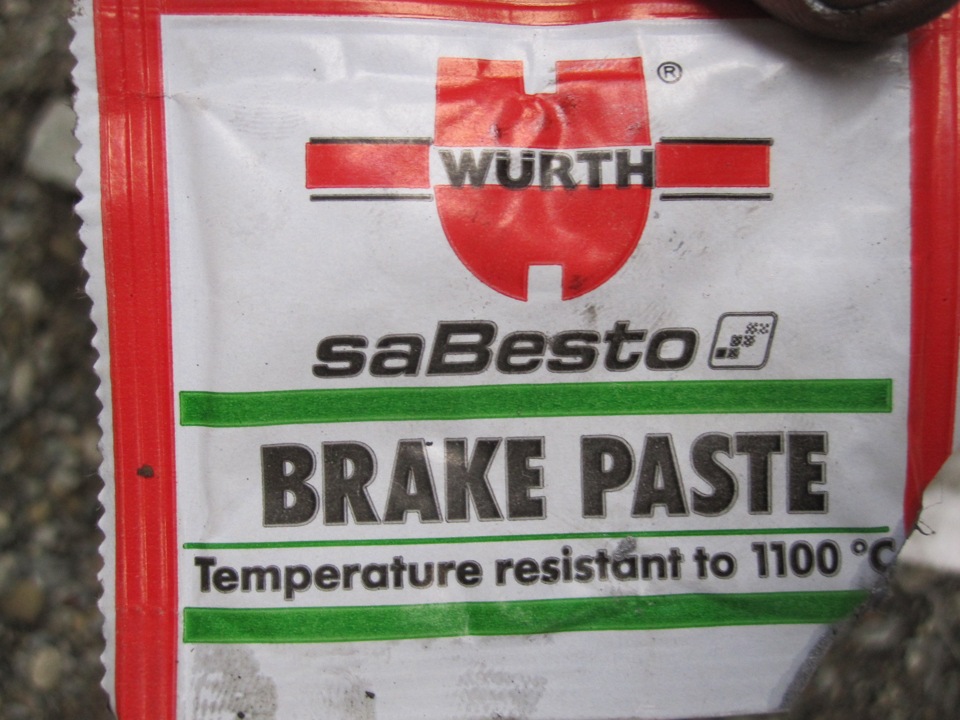 WÜRTH ®
saBesto
BRAKE PASTE
Temperature resistant to 1100 °C